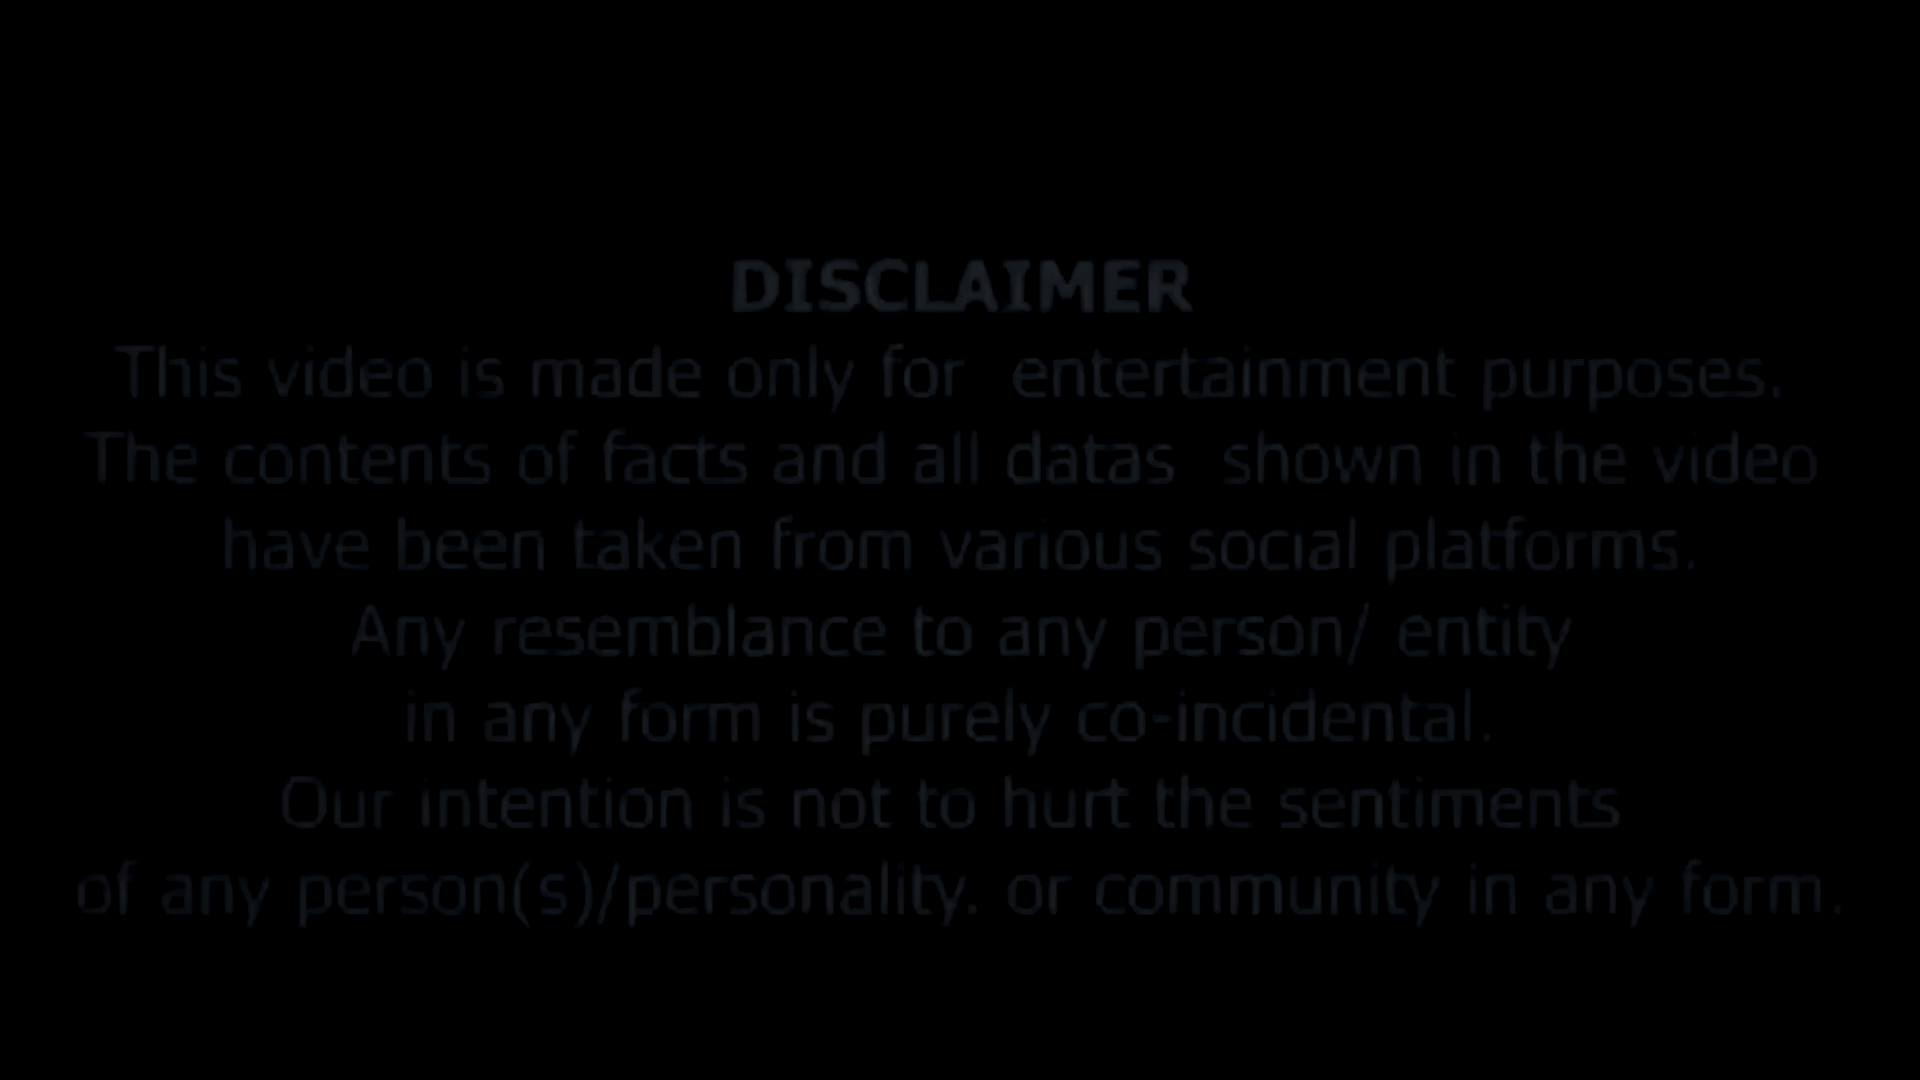 DISCLAIMER
This video is made only for entertainment purposes.
The contents of facts and all datas shown in the video
have been taken from various social platforms.
Any resemblance to any person/ entity
in any form is purely co-incidental.
Our intention is not to hurt the sentiments
of any person(s)/personality. or community in any form.